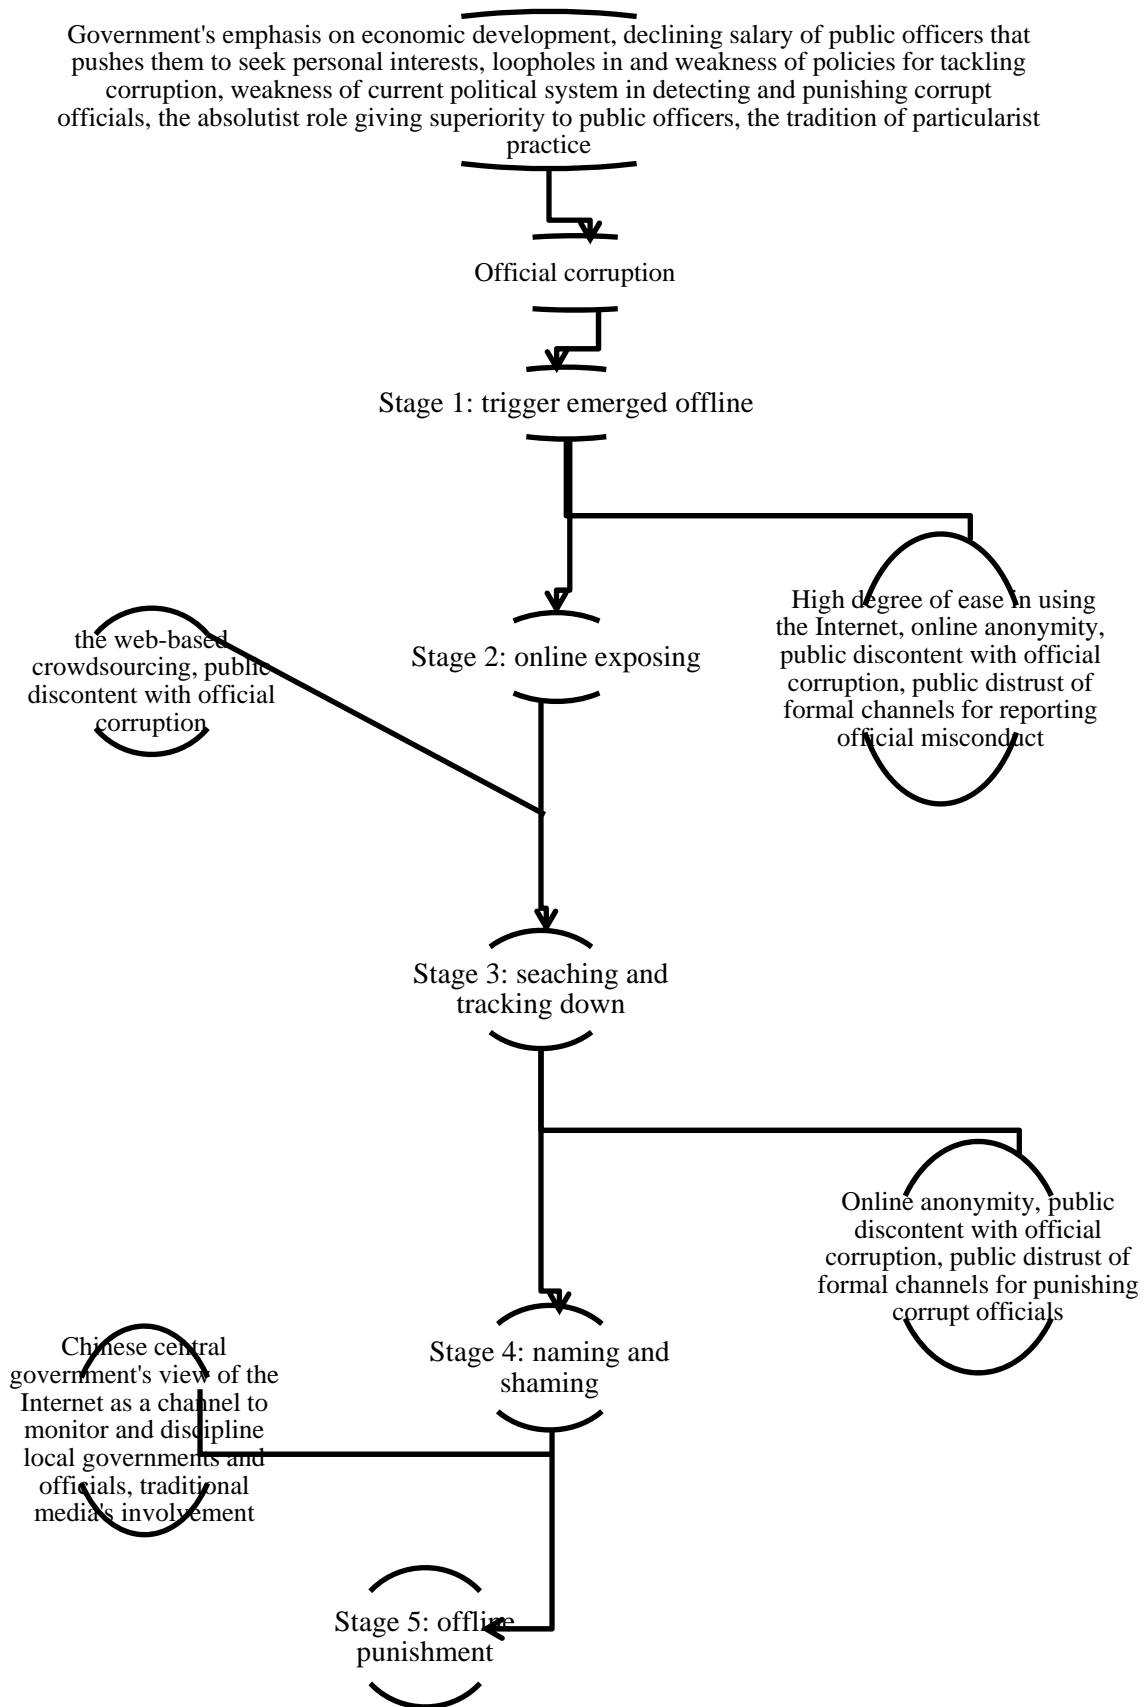 Government's emphasis on economic development, declining salary of public officers that
pushes them to seek personal interests, loopholes in and weakness of policies for tackling
corruption, weakness of current political system in detecting and punishing corrupt
officials, the absolutist role giving superiority to public officers, the tradition of particularist
practice
Official corruption
Stage 1: trigger emerged offline
High degree of ease in using
the Internet, online anonymity,
public discontent with official
corruption, public distrust of
formal channels for reporting
official misconduct
the web-based
crowdsourcing, public
discontent with official
corruption
Stage 2: online exposing
Stage 3: seaching and
tracking down
Online anonymity, public
discontent with official
corruption, public distrust of
formal channels for punishing
corrupt officials
Stage 4: naming and
shaming
Chinese central
government's view of the
Internet as a channel to
monitor and discipline
local governments and
officials, traditional
media's involvement
Stage 5: offline
punishment